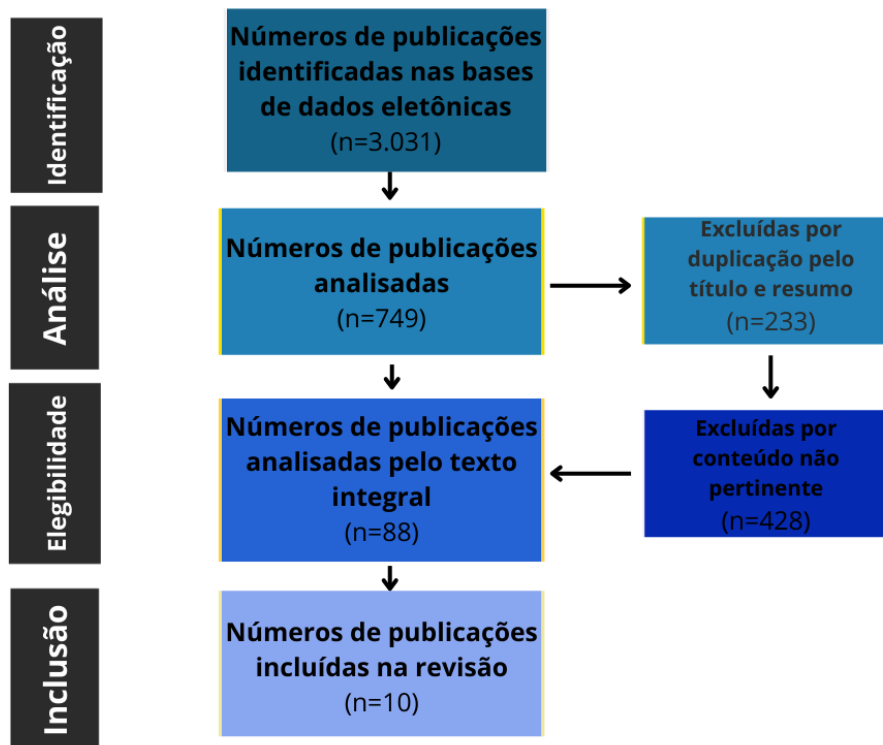 Identificação
Números de publicações
identificadas nas bases
de dados eletônicas
(n=3.031)
Análise
Números de publicações
analisadas
(n=749)
Excluídas por
duplicação pelo
título e resumo
(n=233)
Elegibilidade
Números de publicações
analisadas pelo texto
integral
(n=88)
Excluídas por
conteúdo não
pertinente
(n=428)
Inclusão
Números de publicações
incluídas na revisão
(n=10)